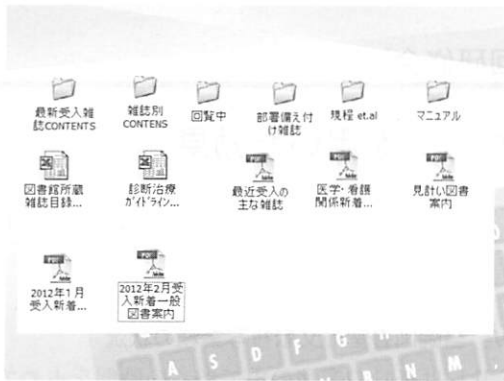 最新受入雑
誌CONTENTS
雑誌別
CONTENS
回覧中
部署備え付
け雑誌
規程 et.al
マニュアル
図書館所蔵
雑誌目録...
診断治療
ガイドライン...
最近受入の
主な雑誌
医学・看護
関係新着...
見計い図書
案内
2012年1月
受入新着...
2012年2月受
入新着一般
図書案内
A S D F G H
B N M